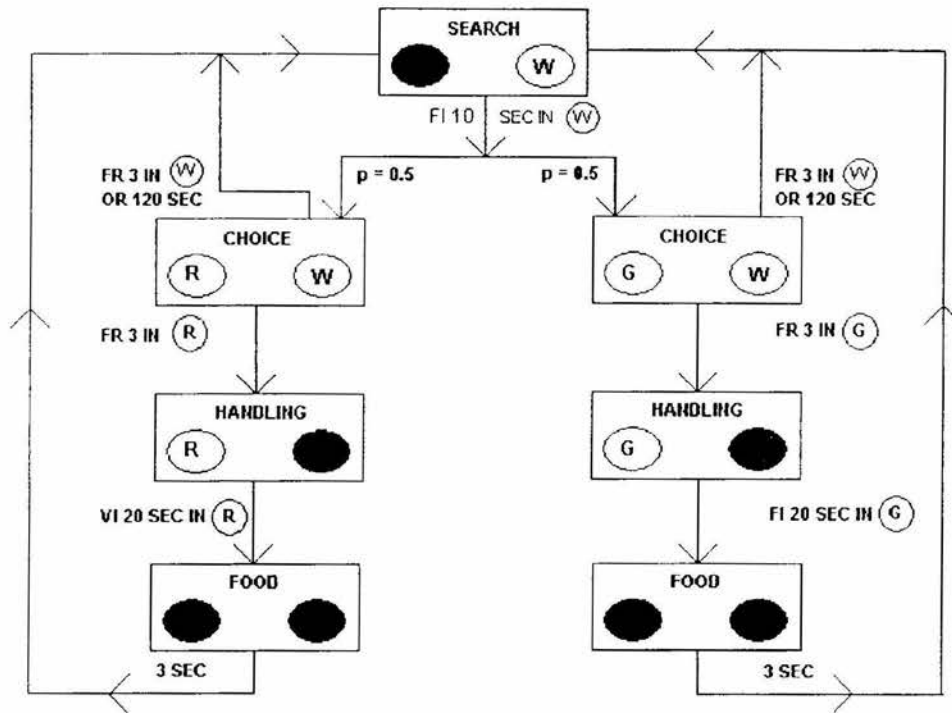 SEARCH
W
FI 10 SEC IN W
p = 0.5 p = 0.5
FR 3 IN W
OR 120 SEC
FR 3 IN W
OR 120 SEC
CHOICE
R W
CHOICE
G W
FR 3 IN R
FR 3 IN G
HANDLING
R
HANDLING
G
VI 20 SEC IN R
FI 20 SEC IN G
FOOD
FOOD
3 SEC
3 SEC